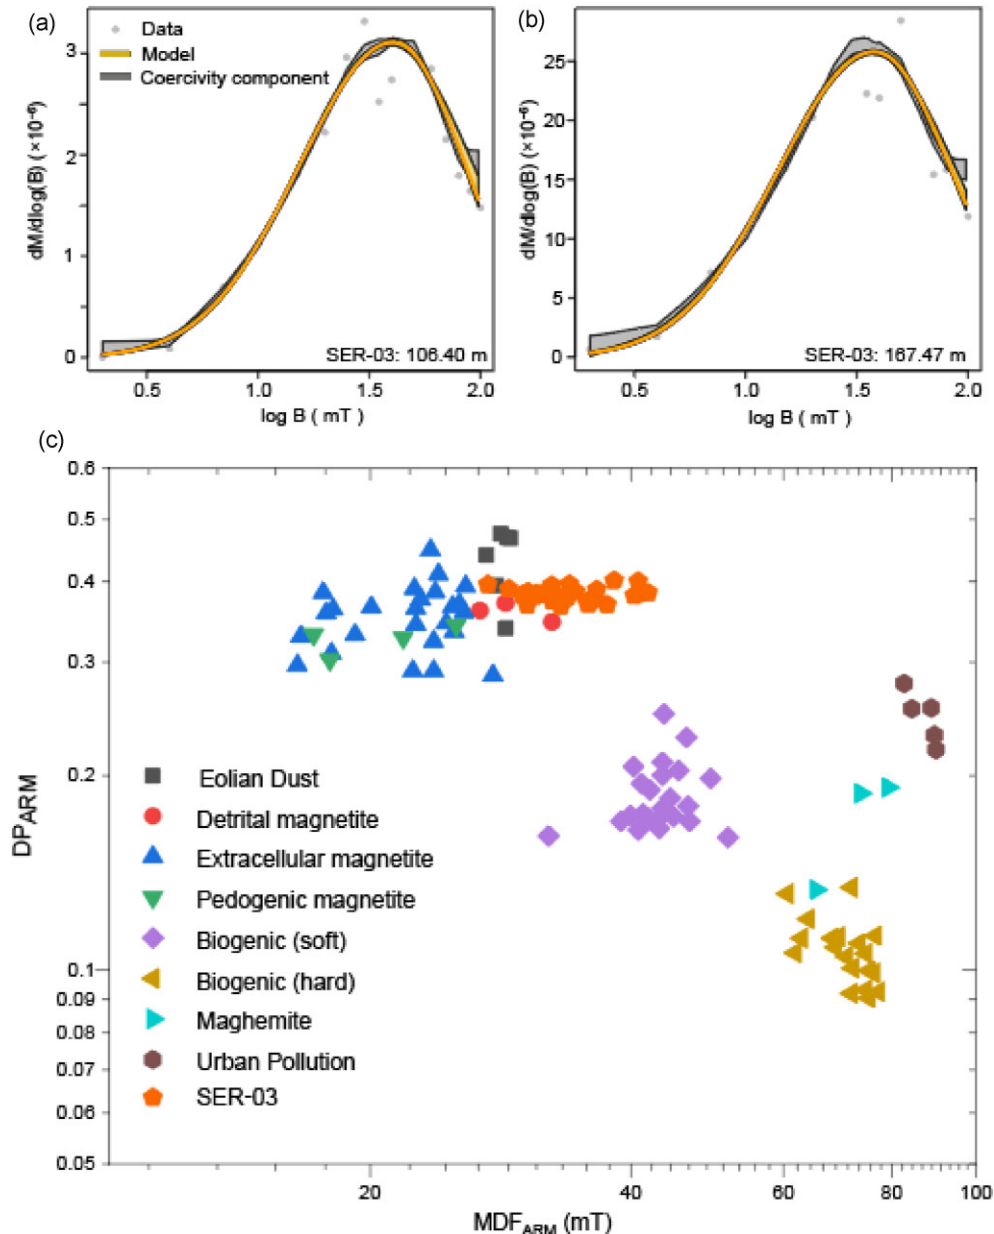 (a)
Data
Model
Coercivity component
3
2
1
0
dM/dlog(B) (×10⁻⁶)
SER-03: 106.40 m
0.5 1.0 1.5 2.0
log B ( mT )
(b)
25
20
15
10
5
0
dM/dlog(B) (×10⁻⁶)
SER-03: 167.47 m
0.5 1.0 1.5 2.0
log B ( mT )
(c)
0.6
0.5
0.4
0.3
0.2
0.1
0.09
0.08
0.07
0.06
0.05
DPARM
Eolian Dust
Detrital magnetite
Extracellular magnetite
Pedogenic magnetite
Biogenic (soft)
Biogenic (hard)
Maghemite
Urban Pollution
SER-03
20 40 60 80 100
MDFARM (mT)